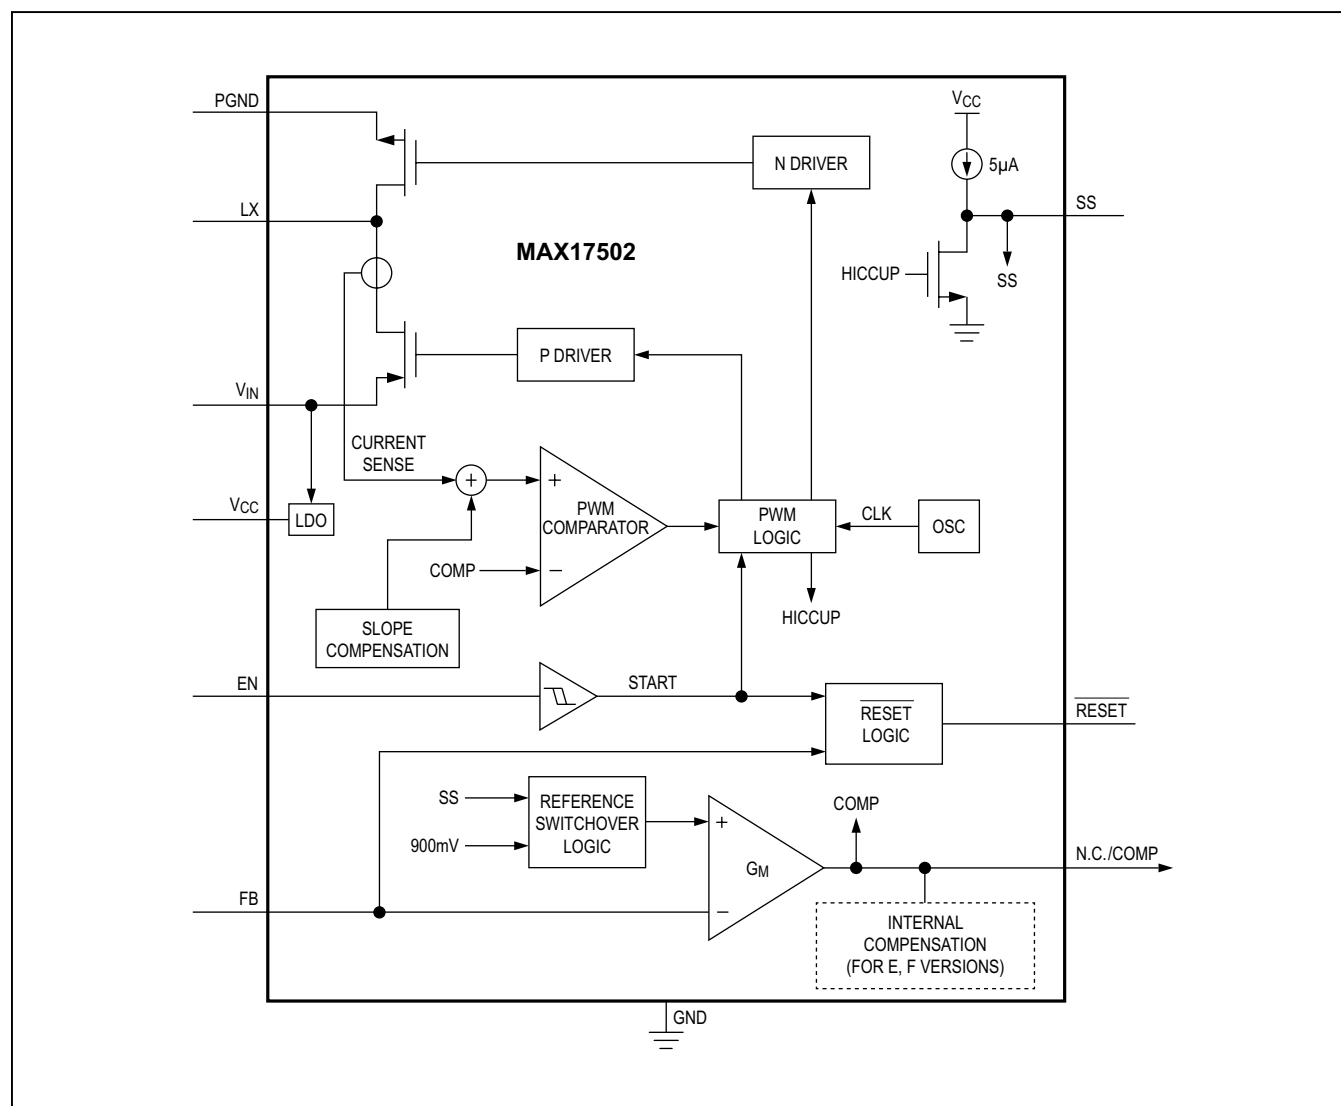 PGND
VCC
N DRIVER
5µA
LX
SS
MAX17502
HICCUP
SS
P DRIVER
VIN
CURRENT
SENSE
+
+
VCC
LDO
PWM
COMPARATOR
PWM
LOGIC
CLK
OSC
COMP
−
HICCUP
SLOPE
COMPENSATION
EN
START
RESET
LOGIC
RESET
SS
REFERENCE
SWITCHOVER
LOGIC
COMP
+
900mV
GM
N.C./COMP
FB
−
INTERNAL
COMPENSATION
(FOR E, F VERSIONS)
GND